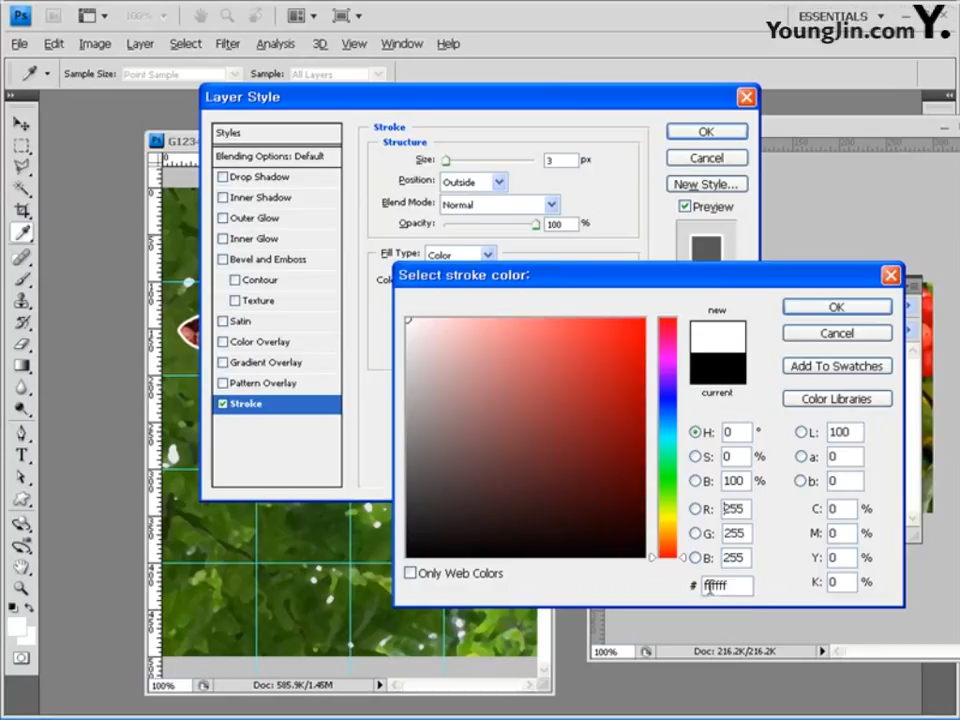 Ps Br 100% ESSENTIALS
YoungJin.com Y.
File Edit Image Layer Select Filter Analysis 3D View Window Help
Sample Size: Point Sample Sample: All Layers
Layer Style
Styles
Blending Options: Default
Drop Shadow
Inner Shadow
Outer Glow
Inner Glow
Bevel and Emboss
Contour
Texture
Satin
Color Overlay
Gradient Overlay
Pattern Overlay
Stroke
Stroke
Structure
Size: 3 px
Position: Outside
Blend Mode: Normal
Opacity: 100 %
Fill Type: Color
OK
Cancel
New Style...
Preview
Select stroke color:
new
current
OK
Cancel
Add To Swatches
Color Libraries
H: 0 °
S: 0 %
B: 100 %
R: 255
G: 255
B: 255
# ffffff
L: 100
a: 0
b: 0
C: 0 %
M: 0 %
Y: 0 %
K: 0 %
Only Web Colors
100% Doc: 585.9K/1.45M
100% Doc: 216.2K/216.2K